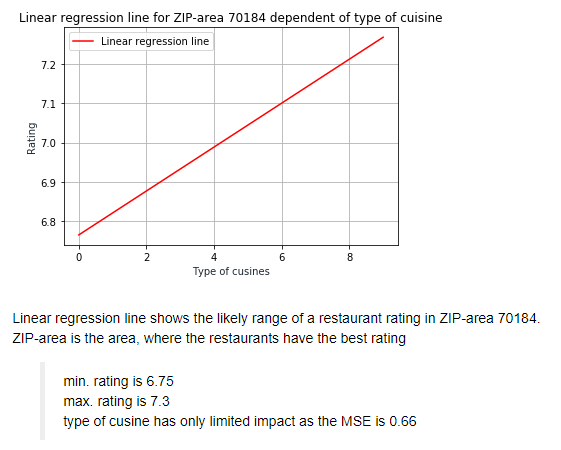 Linear regression line for ZIP-area 70184 dependent of type of cuisine
Linear regression line
7.2
7.1
7.0
6.9
6.8
Rating
0 2 4 6 8
Type of cusines
Linear regression line shows the likely range of a restaurant rating in ZIP-area 70184.
ZIP-area is the area, where the restaurants have the best rating
min. rating is 6.75
max. rating is 7.3
type of cusine has only limited impact as the MSE is 0.66